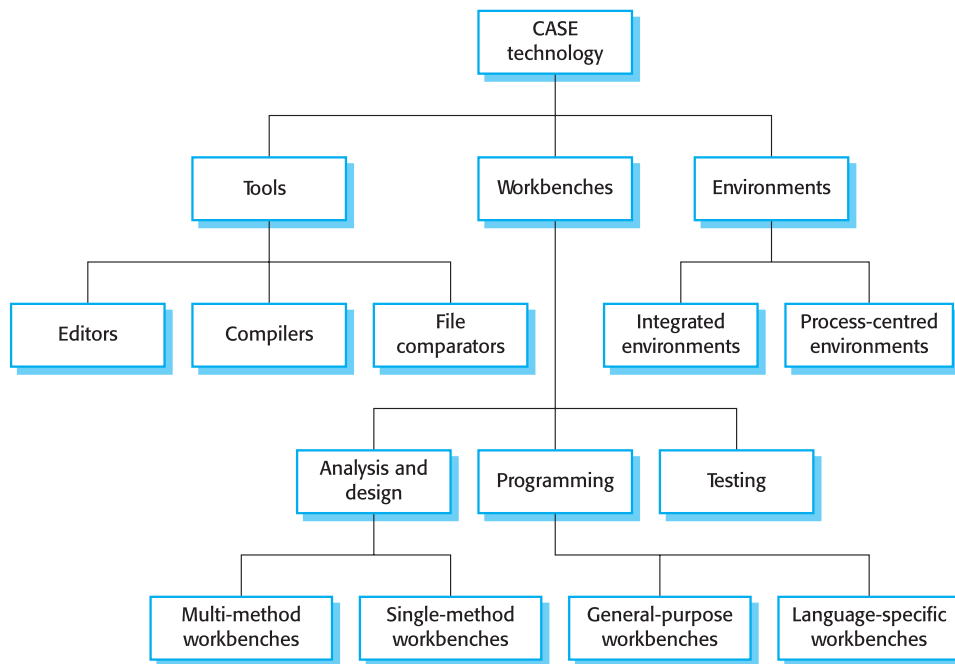 CASE
technology
Tools
Workbenches
Environments
Editors
Compilers
File
comparators
Integrated
environments
Process-centred
environments
Analysis and
design
Programming
Testing
Multi-method
workbenches
Single-method
workbenches
General-purpose
workbenches
Language-specific
workbenches